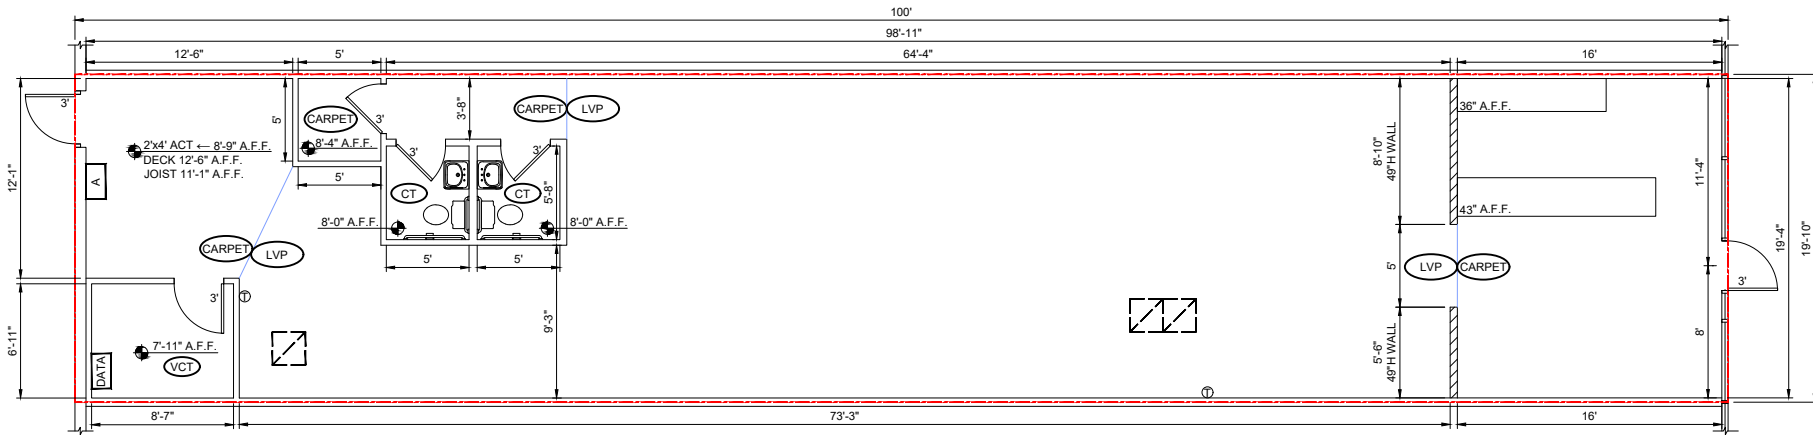 100'
98'-11"
12'-6"
5'
64'-4"
16'
3'
5'
CARPET
3'
3'-8"
CARPET
LVP
8'-10"
49"H WALL
36" A.F.F.
2'x4' ACT ← 8'-9" A.F.F.
DECK 12'-6" A.F.F.
JOIST 11'-1" A.F.F.
8'-4" A.F.F.
3'
3'
12'-1"
A
5'
CT
CT
5'-8"
11'-4"
43" A.F.F.
8'-0" A.F.F.
8'-0" A.F.F.
19'-4"
19'-10"
CARPET
LVP
5'
5'
5'
LVP
CARPET
3'
3'
T
6'-11"
9'-3"
5'-6"
49"H WALL
8'
7'-11" A.F.F.
DATA
VCT
T
8'-7"
73'-3"
16'